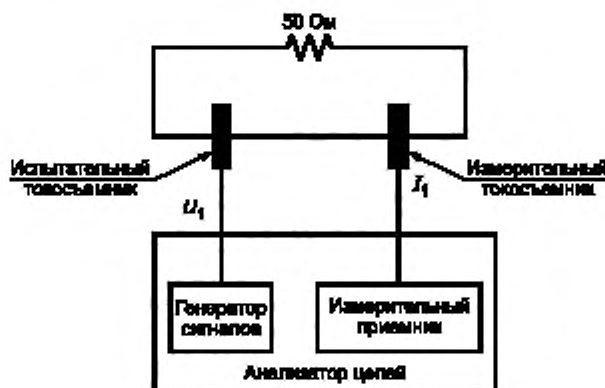 50 Ом
Испытательный
токосъемник
Измерительный
токосъемник
U₁
I₁
Генератор
сигналов
Измерительный
приемник
Анализатор цепей